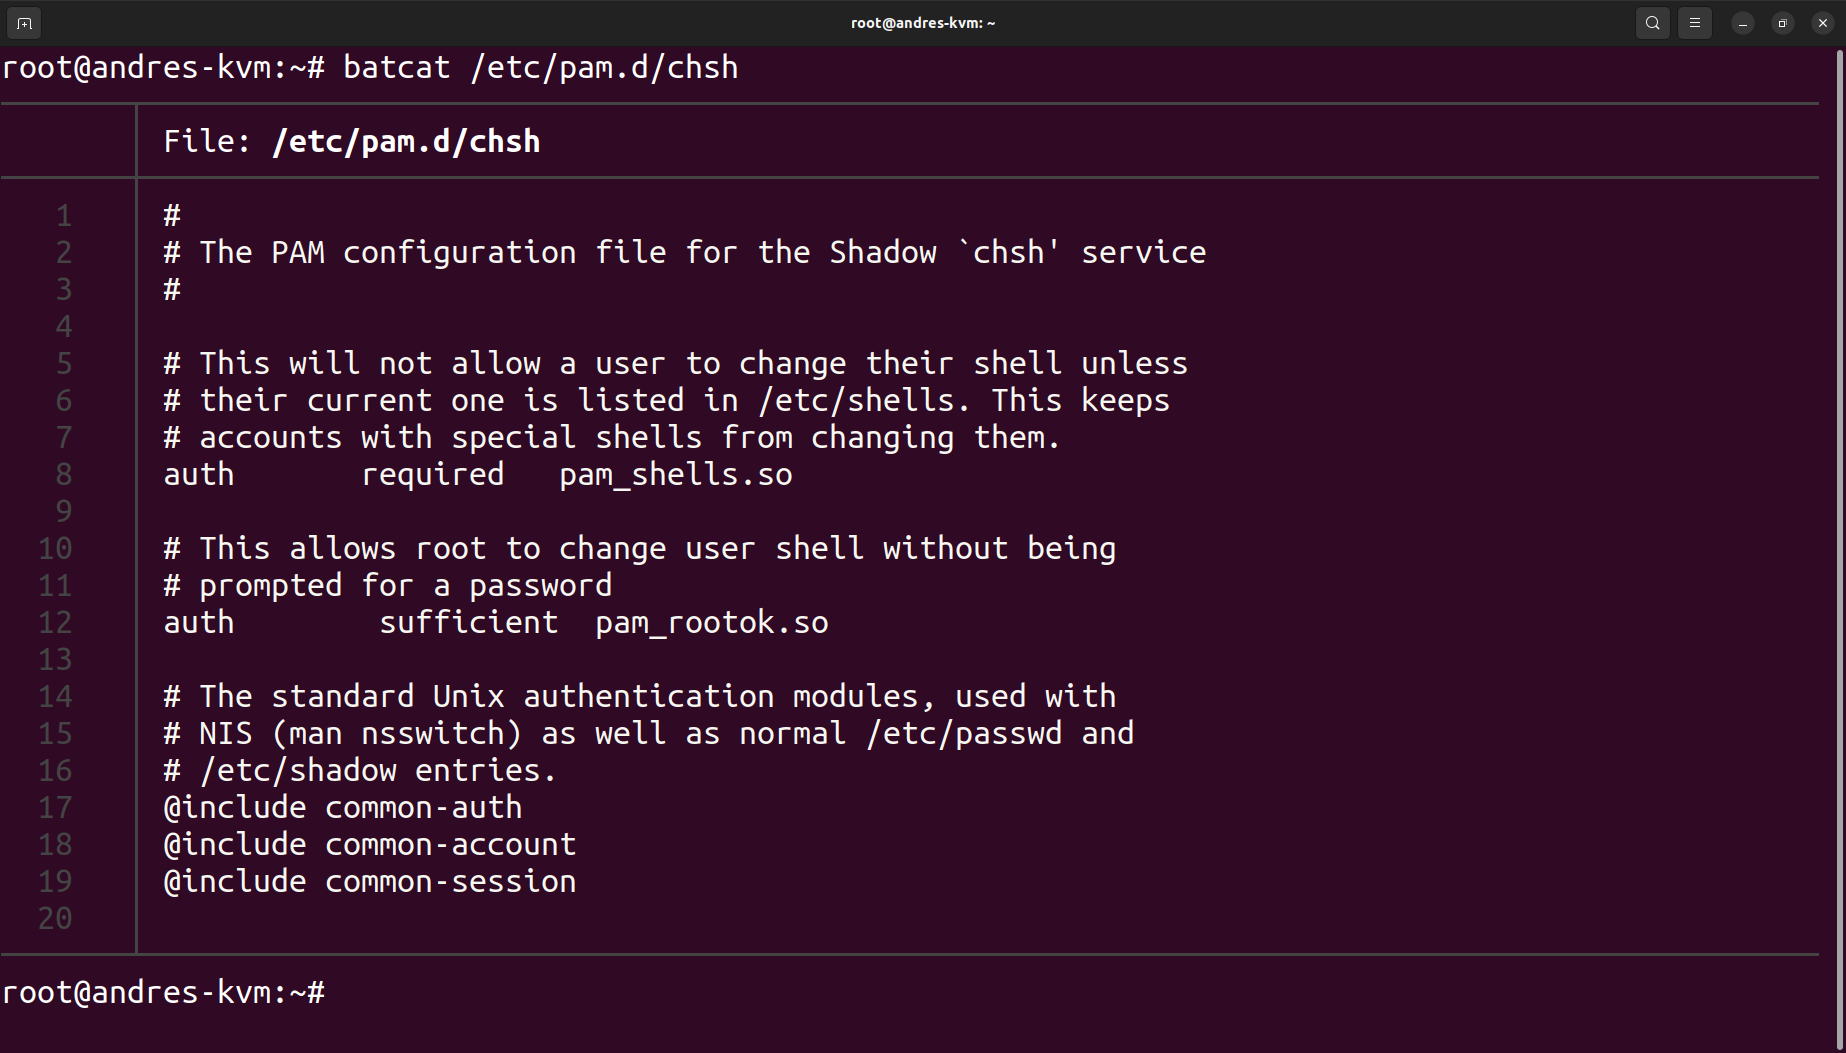 root@andres-kvm: ~
root@andres-kvm:~# batcat /etc/pam.d/chsh
File: /etc/pam.d/chsh
1 #
2 # The PAM configuration file for the Shadow `chsh' service
3 #
4
5 # This will not allow a user to change their shell unless
6 # their current one is listed in /etc/shells. This keeps
7 # accounts with special shells from changing them.
8 auth       required   pam_shells.so
9
10 # This allows root to change user shell without being
11 # prompted for a password
12 auth        sufficient  pam_rootok.so
13
14 # The standard Unix authentication modules, used with
15 # NIS (man nsswitch) as well as normal /etc/passwd and
16 # /etc/shadow entries.
17 @include common-auth
18 @include common-account
19 @include common-session
20
root@andres-kvm:~#